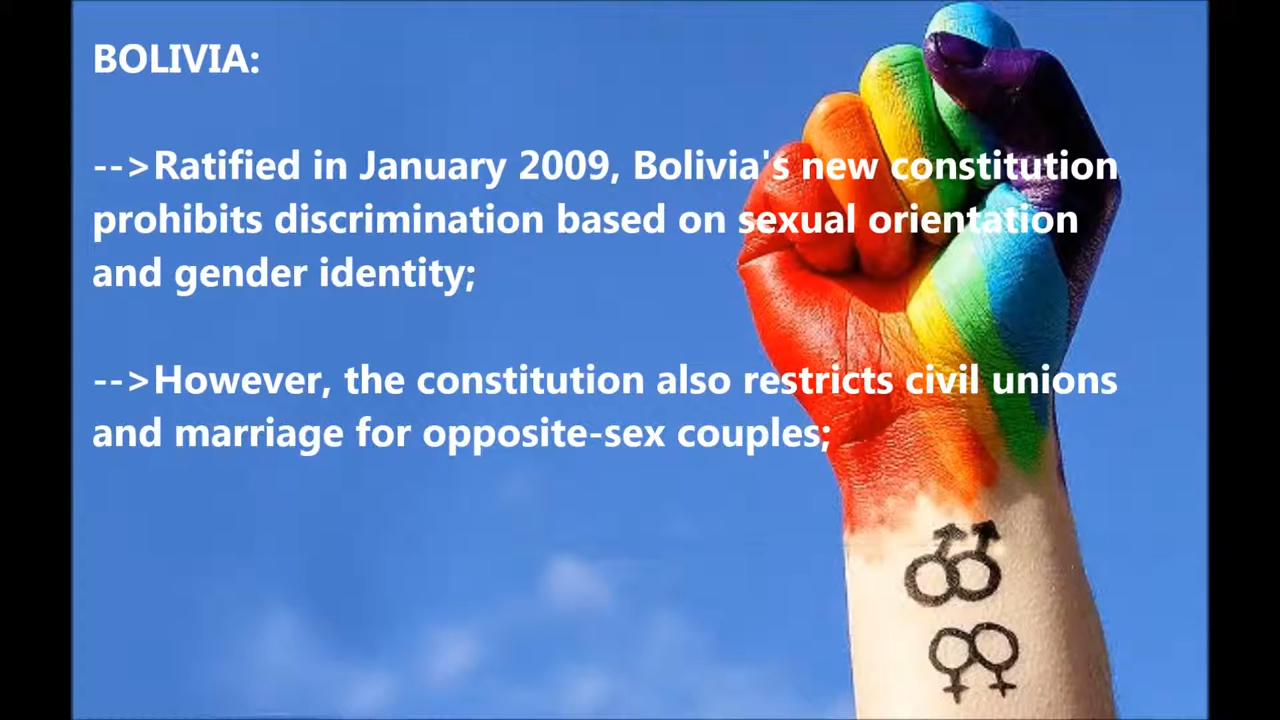 BOLIVIA:
-->Ratified in January 2009, Bolivia's new constitution
prohibits discrimination based on sexual orientation
and gender identity;
-->However, the constitution also restricts civil unions
and marriage for opposite-sex couples;